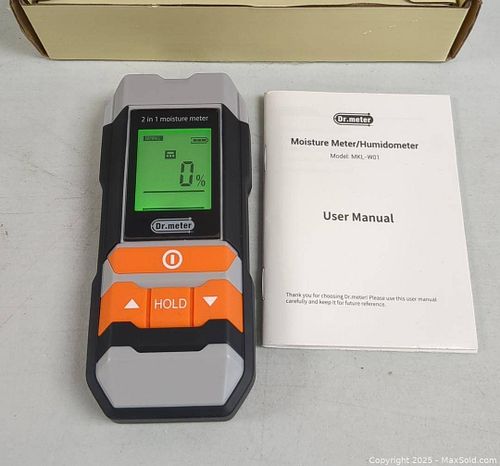 2 in 1 moisture meter
0%
Dr.meter
HOLD
Dr.meter
Moisture Meter/Humidometer
Model: MKL-W01
User Manual
Thank you for choosing Dr.meter! Please use this user manual
carefully and keep it for future reference.
Copyright 2025 - MaxSold.com